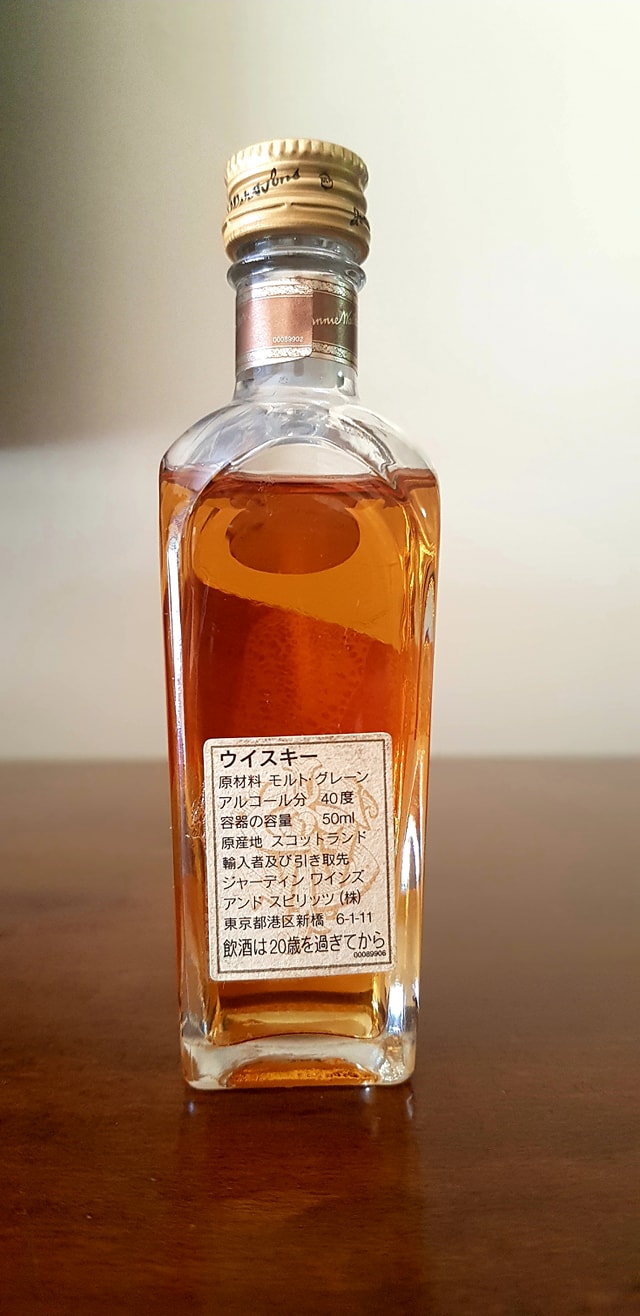 & Sons
00089902
nnie Wa
ウイスキー
原材料 モルト・グレーン
アルコール分 40度
容器の容量 50ml
原産地 スコットランド
輸入者及び引き取先
ジャーディン ワインズ
アンド スピリッツ(株)
東京都港区新橋 6-1-11
飲酒は20歳を過ぎてから
00089906